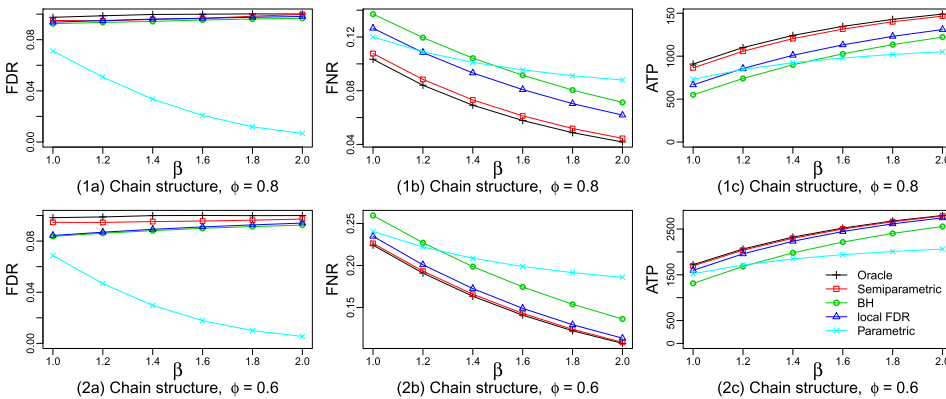 FDR
0.00
0.04
0.08
1.0 1.2 1.4 1.6 1.8 2.0
β
(1a) Chain structure, ϕ = 0.8
FNR
0.04
0.08
0.12
1.0 1.2 1.4 1.6 1.8 2.0
β
(1b) Chain structure, ϕ = 0.8
ATP
0
500
1000
150
1.0 1.2 1.4 1.6 1.8 2.0
β
(1c) Chain structure, ϕ = 0.8
FDR
0.00
0.04
0.08
1.0 1.2 1.4 1.6 1.8 2.0
β
(2a) Chain structure, ϕ = 0.6
FNR
0.15
0.20
0.25
1.0 1.2 1.4 1.6 1.8 2.0
β
(2b) Chain structure, ϕ = 0.6
ATP
0
500
1500
2500
Oracle
Semiparametric
BH
local FDR
Parametric
1.0 1.2 1.4 1.6 1.8 2.0
β
(2c) Chain structure, ϕ = 0.6